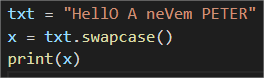 txt = "HellO A neVem PETER"
x = txt.swapcase()
print(x)